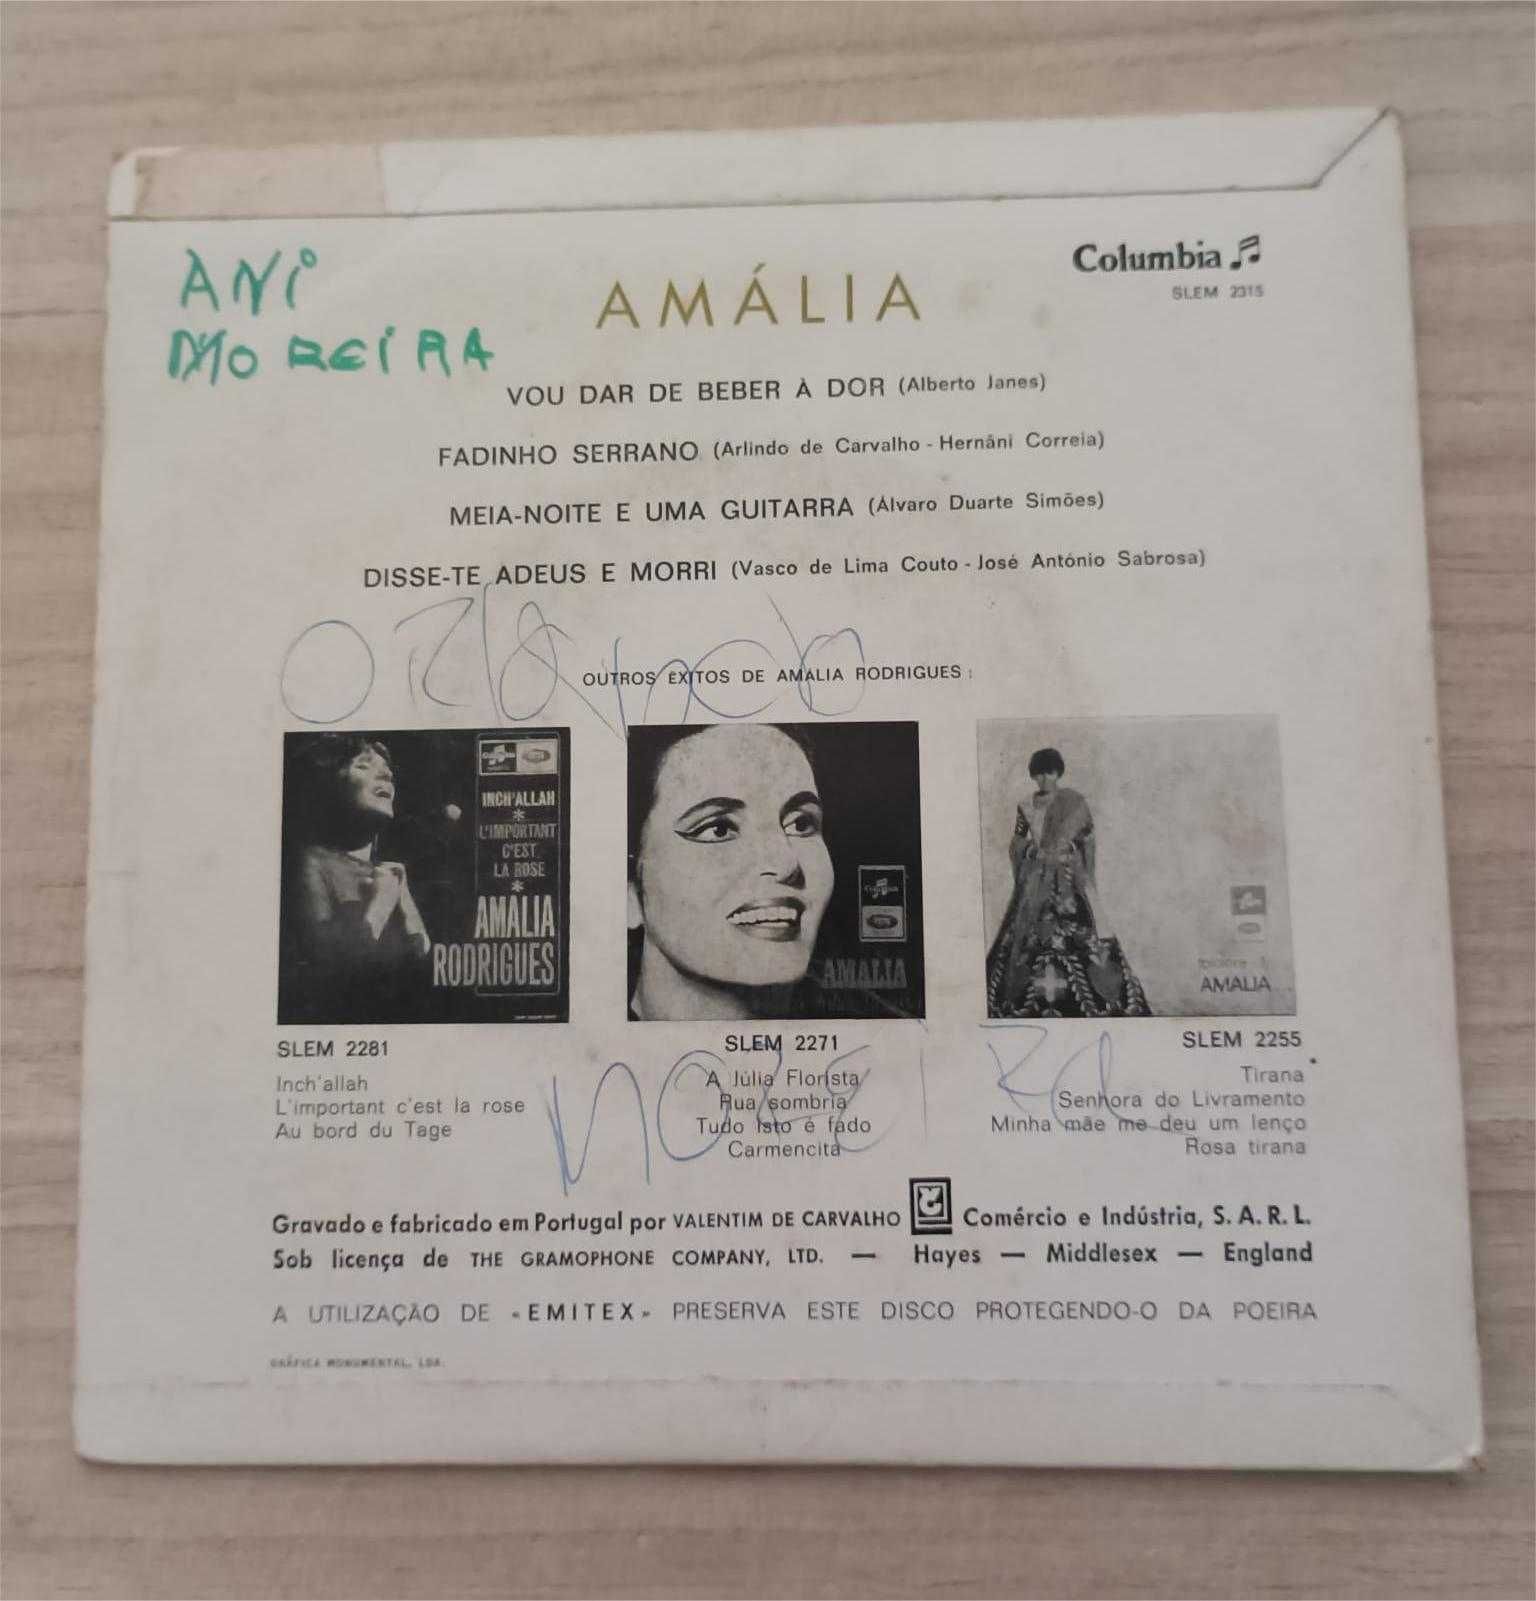 Columbia
SLEM 2315
ANi
MOREiRA
AMÁLIA
VOU DAR DE BEBER À DOR (Alberto Janes)
FADINHO SERRANO (Arlindo de Carvalho - Hernâni Correia)
MEIA-NOITE E UMA GUITARRA (Álvaro Duarte Simões)
DISSE-TE ADEUS E MORRI (Vasco de Lima Couto - José António Sabrosa)
OUTROS ÊXITOS DE AMÁLIA RODRIGUES :
INCH'ALLAH
*
L'IMPORTANT
C'EST
LA ROSE
*
AMALIA
RODRIGUES
AMALIA
AMALIA
SLEM 2281
Inch'allah
L'important c'est la rose
Au bord du Tage
SLEM 2271
A Júlia Florista
Rua sombria
Tudo isto é fado
Carmencita
SLEM 2255
Tirana
Senhora do Livramento
Minha mãe me deu um lenço
Rosa tirana
Gravado e fabricado em Portugal por VALENTIM DE CARVALHO Comércio e Indústria, S. A. R. L.
Sob licença de THE GRAMOPHONE COMPANY, LTD. — Hayes — Middlesex — England
A UTILIZAÇÃO DE «EMITEX» PRESERVA ESTE DISCO PROTEGENDO-O DA POEIRA
GRÁFICA MONUMENTAL, LDA.